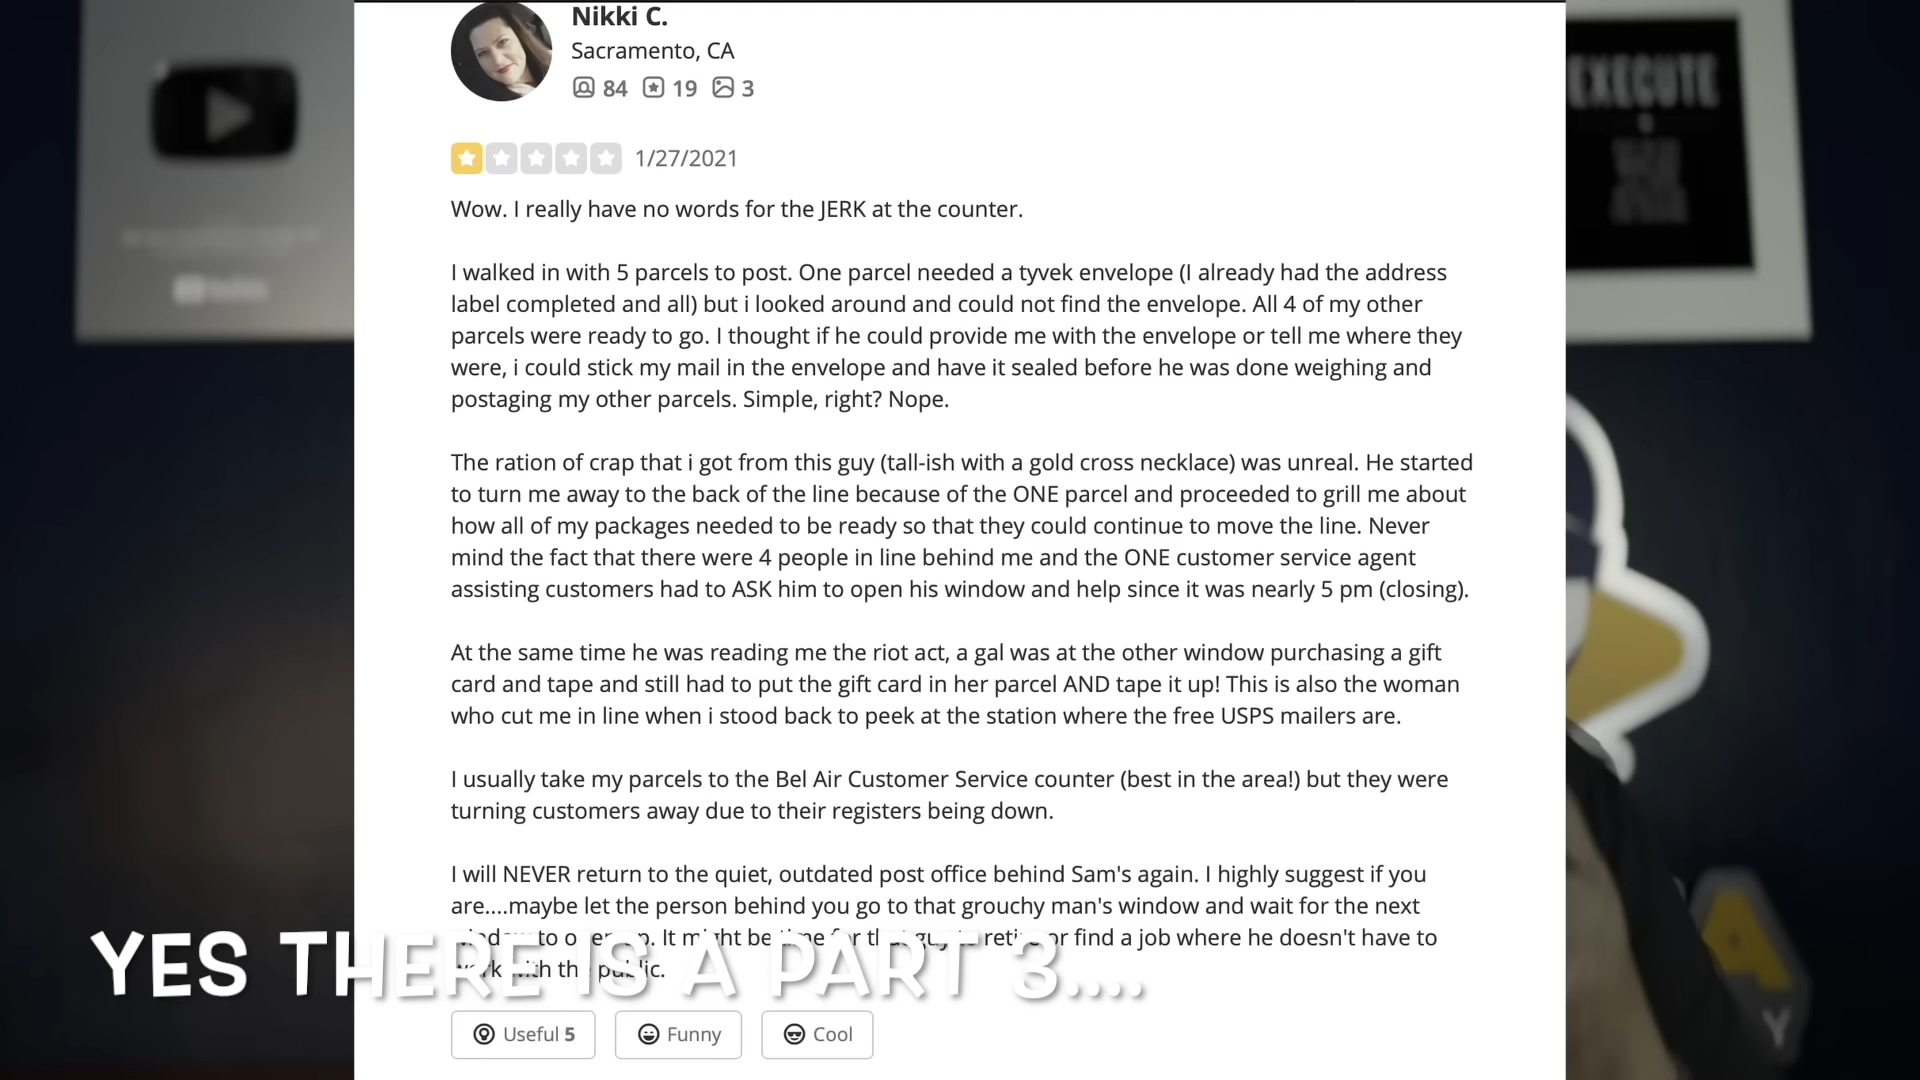 Nikki C.
Sacramento, CA
84 19 3
1/27/2021
Wow. I really have no words for the JERK at the counter.
I walked in with 5 parcels to post. One parcel needed a tyvek envelope (I already had the address
label completed and all) but i looked around and could not find the envelope. All 4 of my other
parcels were ready to go. I thought if he could provide me with the envelope or tell me where they
were, i could stick my mail in the envelope and have it sealed before he was done weighing and
postaging my other parcels. Simple, right? Nope.
The ration of crap that i got from this guy (tall-ish with a gold cross necklace) was unreal. He started
to turn me away to the back of the line because of the ONE parcel and proceeded to grill me about
how all of my packages needed to be ready so that they could continue to move the line. Never
mind the fact that there were 4 people in line behind me and the ONE customer service agent
assisting customers had to ASK him to open his window and help since it was nearly 5 pm (closing).
At the same time he was reading me the riot act, a gal was at the other window purchasing a gift
card and tape and still had to put the gift card in her parcel AND tape it up! This is also the woman
who cut me in line when i stood back to peek at the station where the free USPS mailers are.
I usually take my parcels to the Bel Air Customer Service counter (best in the area!) but they were
turning customers away due to their registers being down.
I will NEVER return to the quiet, outdated post office behind Sam's again. I highly suggest if you
are....maybe let the person behind you go to that grouchy man's window and wait for the next
window to open up. It might be time for that guy to retire or find a job where he doesn't have to
work with the public.
YES THERE IS A PART 3....
Useful 5
Funny
Cool
EXECUTE
Y